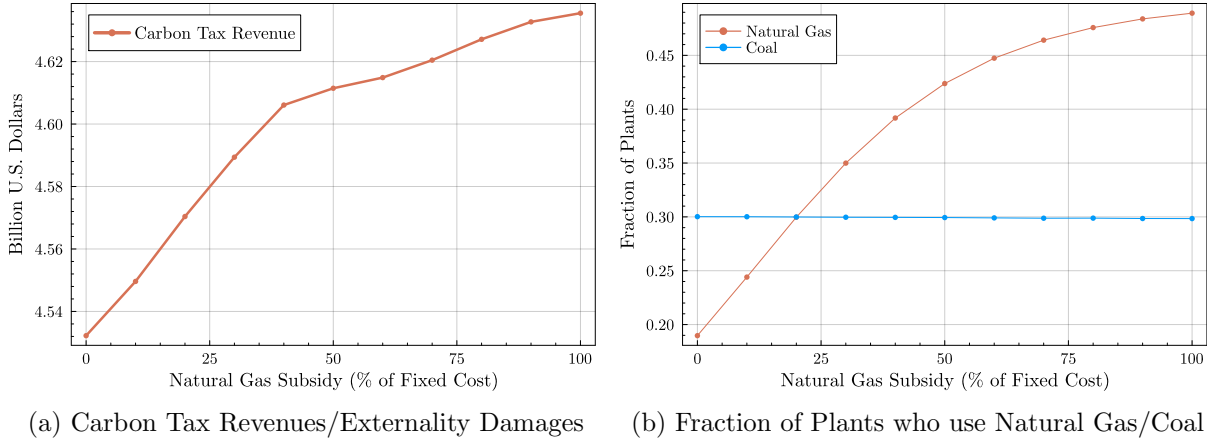 Carbon Tax Revenue
4.62
4.60
4.58
4.56
4.54
Billion U.S. Dollars
0
25
50
75
100
Natural Gas Subsidy (% of Fixed Cost)
(a) Carbon Tax Revenues/Externality Damages
Natural Gas
Coal
0.45
0.40
0.35
0.30
0.25
0.20
Fraction of Plants
0
25
50
75
100
Natural Gas Subsidy (% of Fixed Cost)
(b) Fraction of Plants who use Natural Gas/Coal